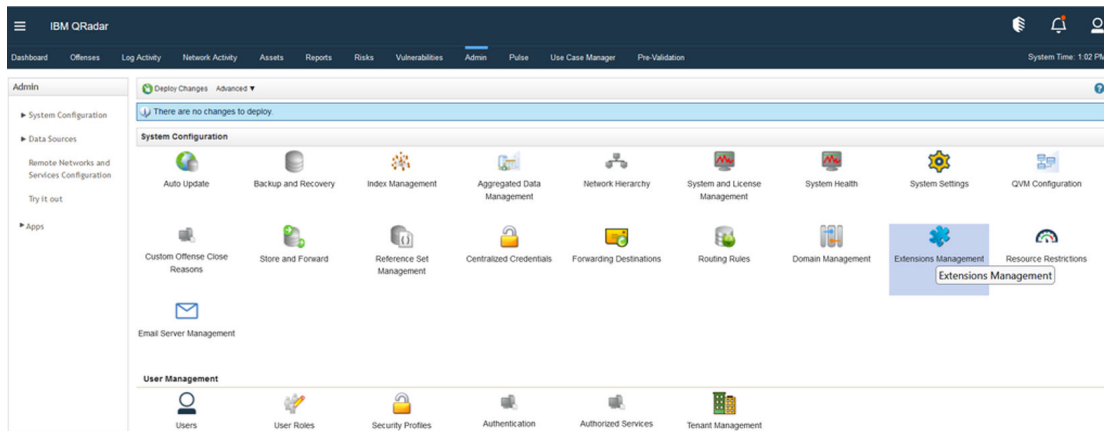 IBM QRadar
Dashboard Offenses Log Activity Network Activity Assets Reports Risks Vulnerabilities Admin Pulse Use Case Manager Pre-Validation System Time: 1:02 PM
Admin
Deploy Changes Advanced ▼
There are no changes to deploy.
System Configuration
Data Sources
Remote Networks and
Services Configuration
Try it out
Apps
System Configuration
Auto Update Backup and Recovery Index Management Aggregated Data Management Network Hierarchy System and License Management System Health System Settings QVM Configuration
Custom Offense Close Reasons Store and Forward Reference Set Management Centralized Credentials Forwarding Destinations Routing Rules Domain Management Extensions Management Resource Restrictions
Extensions Management
Email Server Management
User Management
Users User Roles Security Profiles Authentication Authorized Services Tenant Management